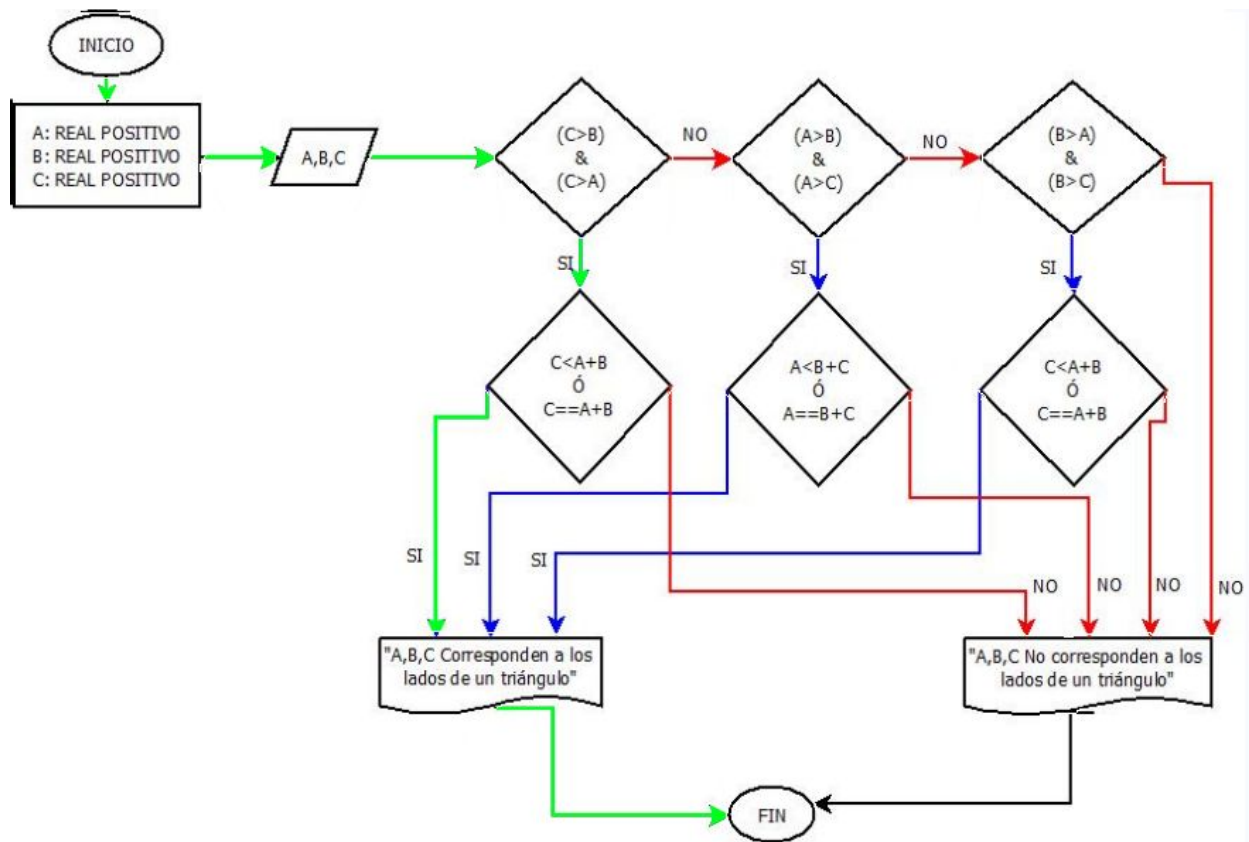 INICIO
A: REAL POSITIVO
B: REAL POSITIVO
C: REAL POSITIVO
A,B,C
(C>B)
&
(C>A)
NO
(A>B)
&
(A>C)
NO
(B>A)
&
(B>C)
SI
SI
SI
C<A+B
Ó
C==A+B
A<B+C
Ó
A==B+C
C<A+B
Ó
C==A+B
SI
SI
SI
NO
NO
NO
NO
"A,B,C Corresponden a los
lados de un triángulo"
"A,B,C No corresponden a los
lados de un triángulo"
FIN